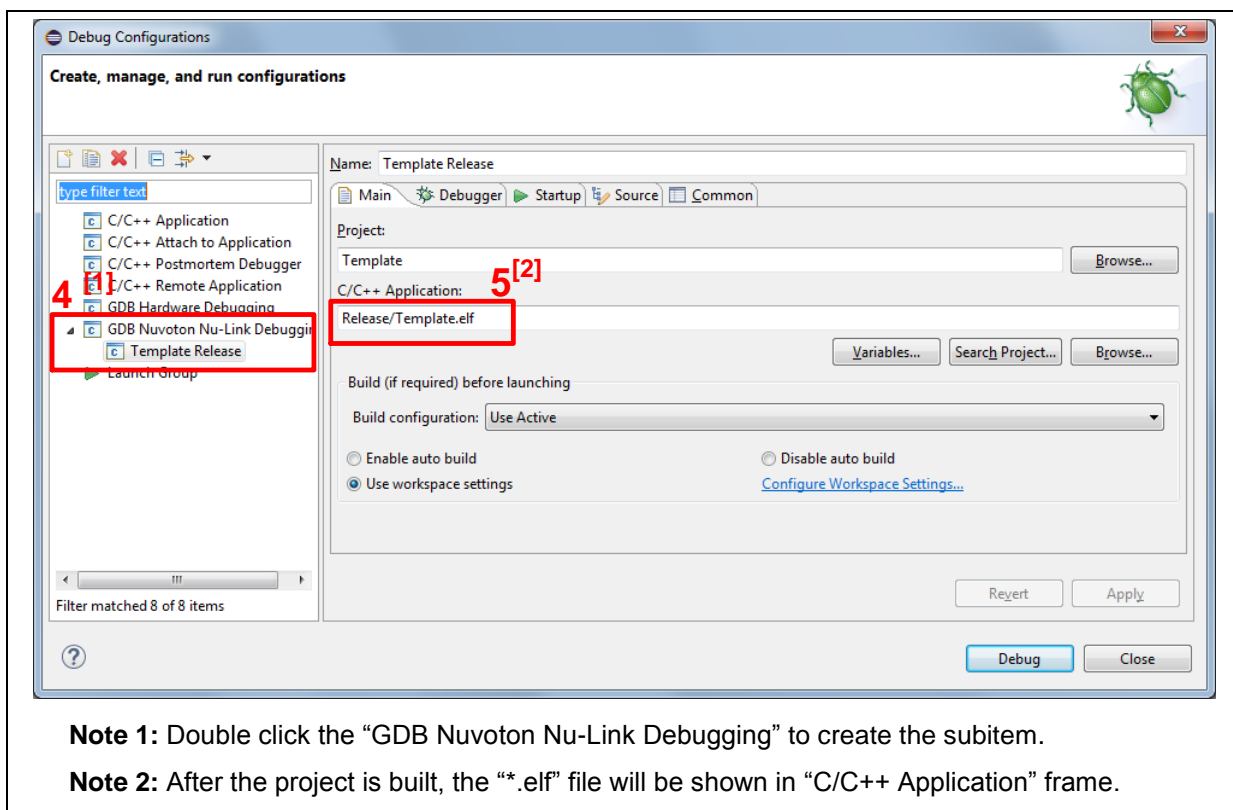 Debug Configurations
Create, manage, and run configurations
type filter text
C/C++ Application
C/C++ Attach to Application
C/C++ Postmortem Debugger
C/C++ Remote Application
4 [1]
GDB Hardware Debugging
GDB Nuvoton Nu-Link Debuggin
Template Release
Launch Group
Filter matched 8 of 8 items
Name: Template Release
Main Debugger Startup Source Common
Project:
Template Browse...
5[2]
C/C++ Application:
Release/Template.elf
Variables... Search Project... Browse...
Build (if required) before launching
Build configuration: Use Active
Enable auto build Disable auto build
Use workspace settings Configure Workspace Settings...
Revert Apply
Debug Close
Note 1: Double click the “GDB Nuvoton Nu-Link Debugging” to create the subitem.
Note 2: After the project is built, the “*.elf” file will be shown in “C/C++ Application” frame.